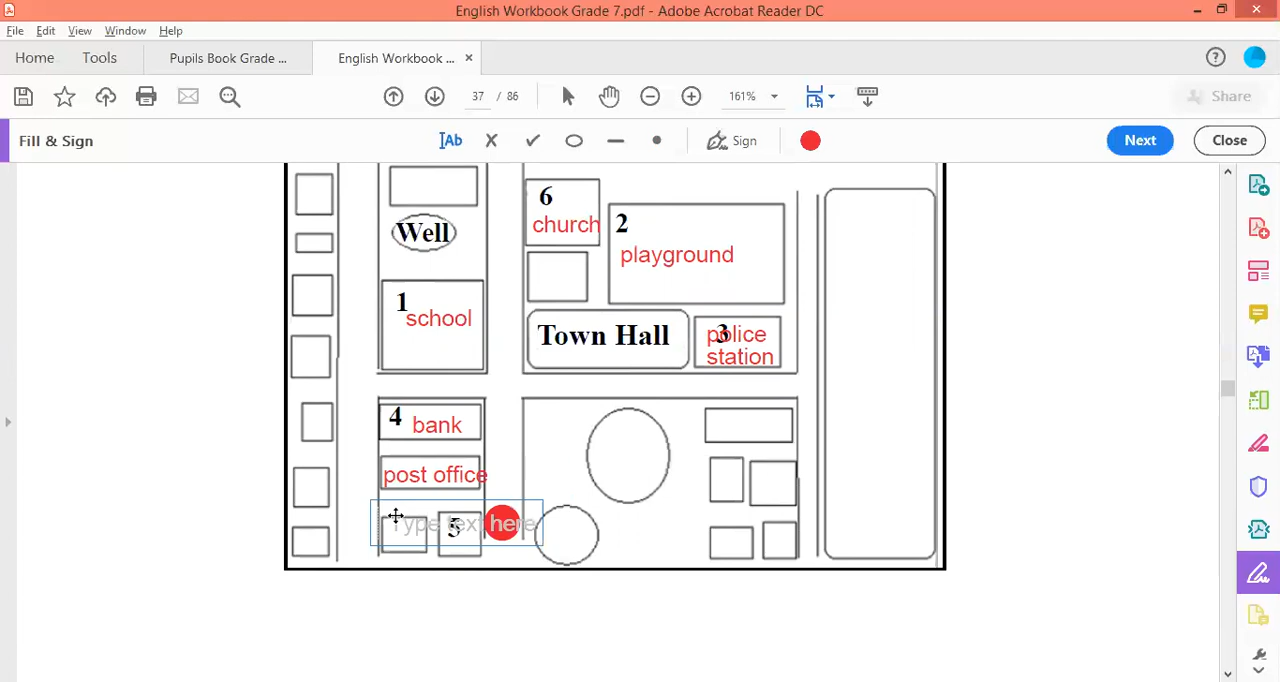 English Workbook Grade 7.pdf - Adobe Acrobat Reader DC
File Edit View Window Help
Home Tools Pupils Book Grade ... English Workbook ...
37 / 86 161% Share
Fill & Sign Ab Sign Next Close
6
church
2
playground
Well
1
school
Town Hall
3
police
station
4 bank
post office
Type text here
5